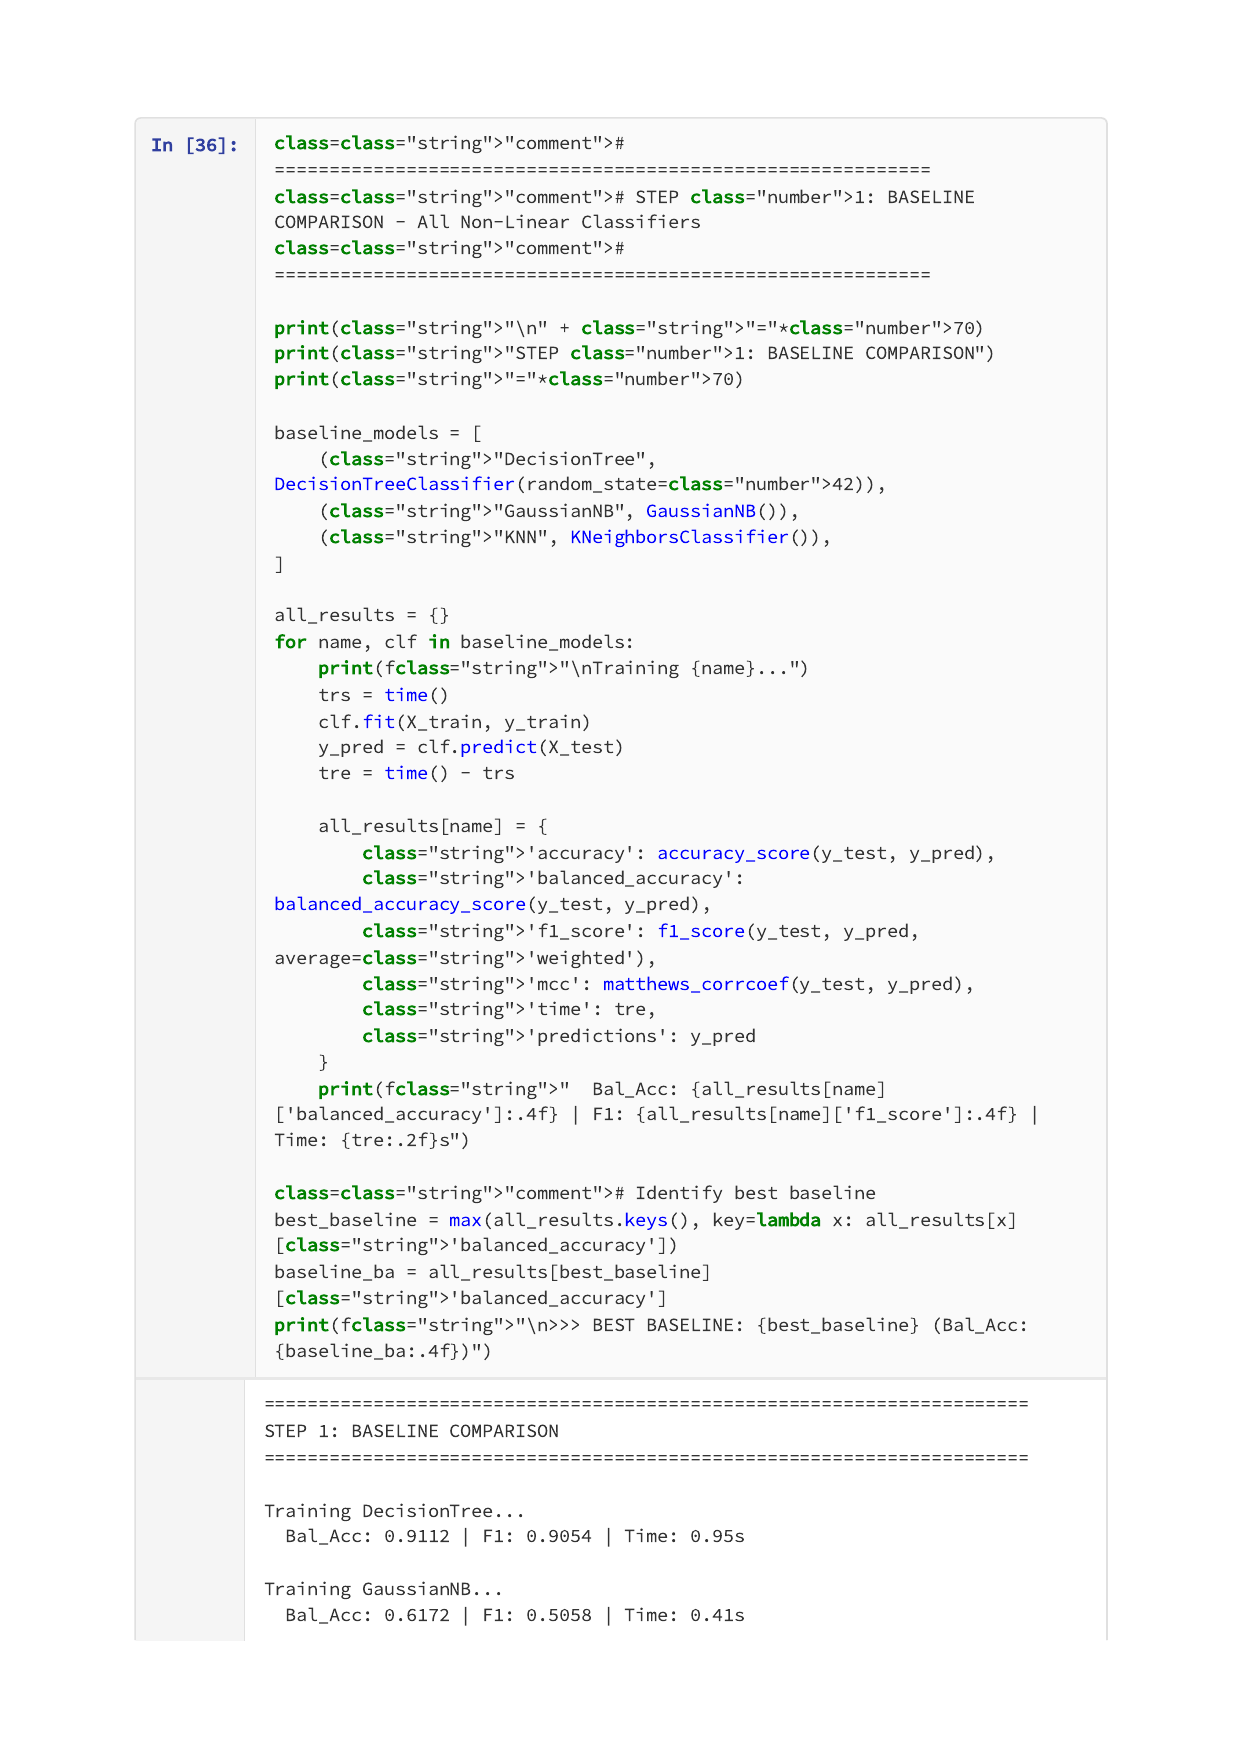 In [36]:
class=class="string">"comment">#
============================================================
class=class="string">"comment"># STEP class="number">1: BASELINE
COMPARISON - All Non-Linear Classifiers
class=class="string">"comment">#
============================================================
print(class="string">"\n" + class="string">"="*class="number">70)
print(class="string">"STEP class="number">1: BASELINE COMPARISON")
print(class="string">"="*class="number">70)
baseline_models = [
    (class="string">"DecisionTree",
DecisionTreeClassifier(random_state=class="number">42)),
    (class="string">"GaussianNB", GaussianNB()),
    (class="string">"KNN", KNeighborsClassifier()),
]
all_results = {}
for name, clf in baseline_models:
    print(fclass="string">"\nTraining {name}...")
    trs = time()
    clf.fit(X_train, y_train)
    y_pred = clf.predict(X_test)
    tre = time() - trs
    all_results[name] = {
        class="string">'accuracy': accuracy_score(y_test, y_pred),
        class="string">'balanced_accuracy':
balanced_accuracy_score(y_test, y_pred),
        class="string">'f1_score': f1_score(y_test, y_pred,
average=class="string">'weighted'),
        class="string">'mcc': matthews_corrcoef(y_test, y_pred),
        class="string">'time': tre,
        class="string">'predictions': y_pred
    }
    print(fclass="string">"  Bal_Acc: {all_results[name]
['balanced_accuracy']:.4f} | F1: {all_results[name]['f1_score']:.4f} |
Time: {tre:.2f}s")
class=class="string">"comment"># Identify best baseline
best_baseline = max(all_results.keys(), key=lambda x: all_results[x]
[class="string">'balanced_accuracy'])
baseline_ba = all_results[best_baseline]
[class="string">'balanced_accuracy']
print(fclass="string">"\n>>> BEST BASELINE: {best_baseline} (Bal_Acc:
{baseline_ba:.4f})")
======================================================================
STEP 1: BASELINE COMPARISON
======================================================================
Training DecisionTree...
  Bal_Acc: 0.9112 | F1: 0.9054 | Time: 0.95s
Training GaussianNB...
  Bal_Acc: 0.6172 | F1: 0.5058 | Time: 0.41s